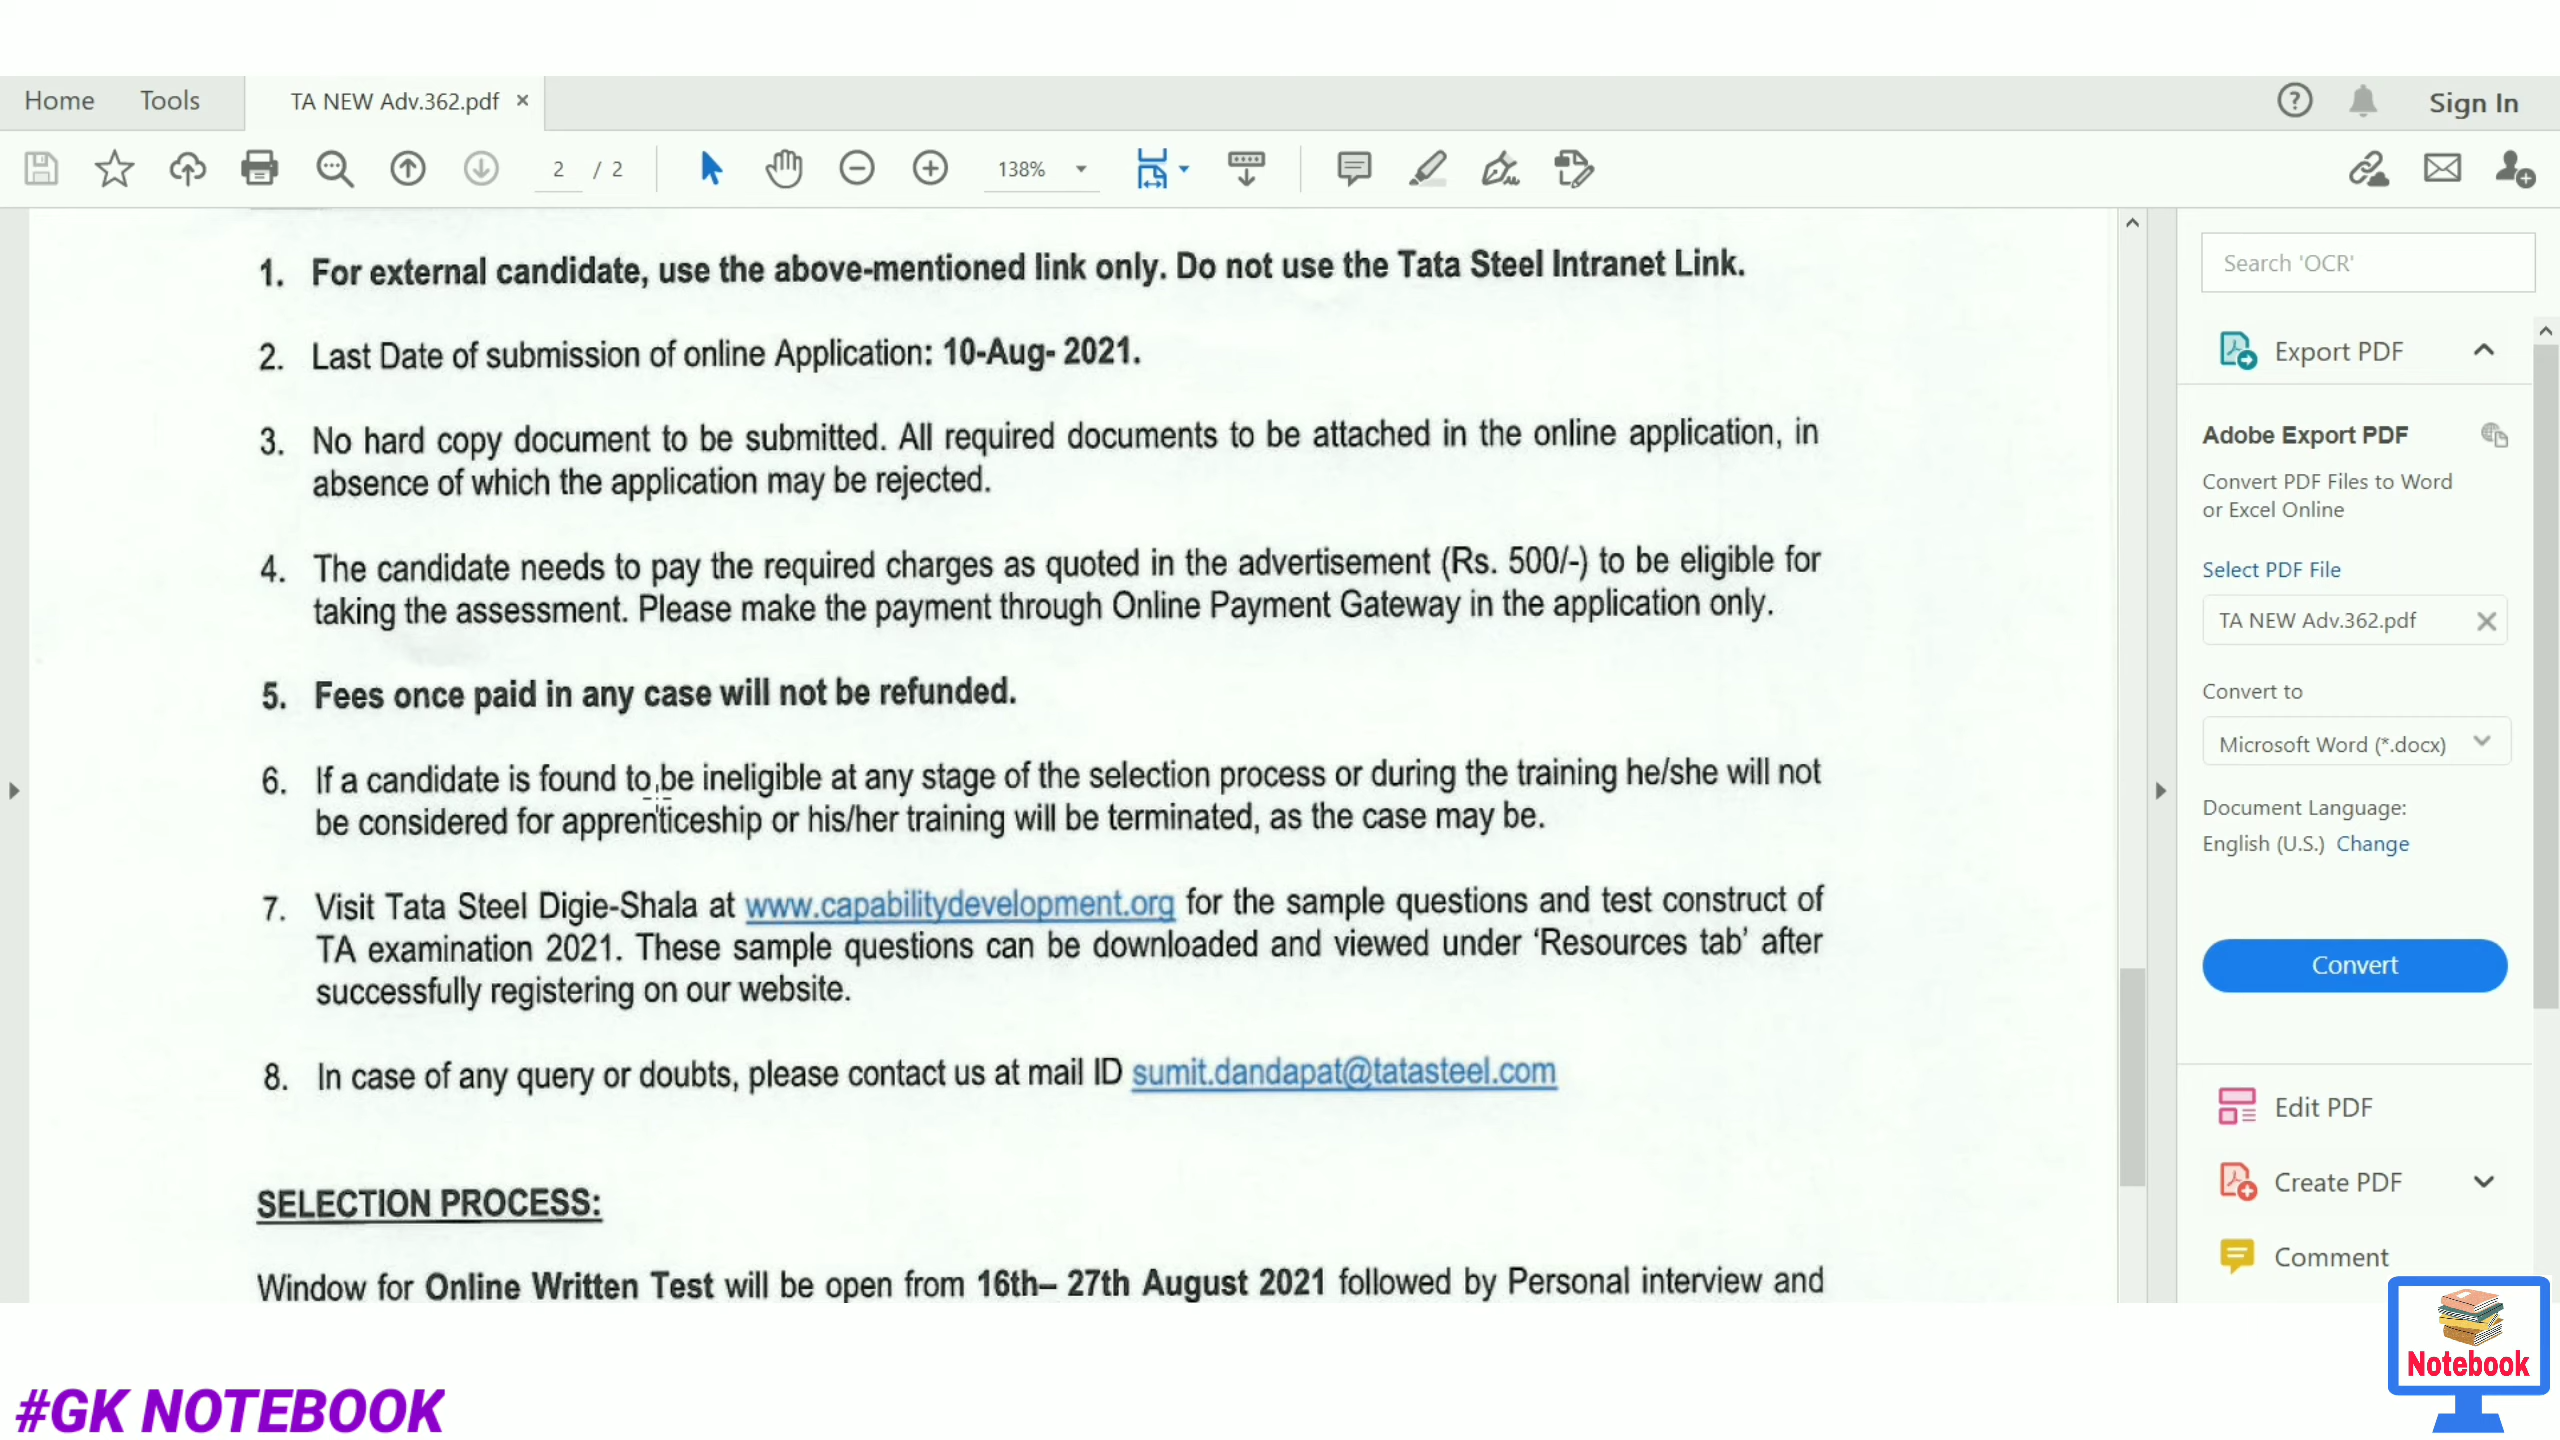 Home Tools TA NEW Adv.362.pdf × Sign In
2 / 2 138%
1. For external candidate, use the above-mentioned link only. Do not use the Tata Steel Intranet Link.
2. Last Date of submission of online Application: 10-Aug- 2021.
3. No hard copy document to be submitted. All required documents to be attached in the online application, in
absence of which the application may be rejected.
4. The candidate needs to pay the required charges as quoted in the advertisement (Rs. 500/-) to be eligible for
taking the assessment. Please make the payment through Online Payment Gateway in the application only.
5. Fees once paid in any case will not be refunded.
6. If a candidate is found to be ineligible at any stage of the selection process or during the training he/she will not
be considered for apprenticeship or his/her training will be terminated, as the case may be.
7. Visit Tata Steel Digie-Shala at www.capabilitydevelopment.org for the sample questions and test construct of
TA examination 2021. These sample questions can be downloaded and viewed under ‘Resources tab’ after
successfully registering on our website.
8. In case of any query or doubts, please contact us at mail ID sumit.dandapat@tatasteel.com
SELECTION PROCESS:
Window for Online Written Test will be open from 16th– 27th August 2021 followed by Personal interview and
Search 'OCR'
Export PDF
Adobe Export PDF
Convert PDF Files to Word
or Excel Online
Select PDF File
TA NEW Adv.362.pdf
Convert to
Microsoft Word (*.docx)
Document Language:
English (U.S.) Change
Convert
Edit PDF
Create PDF
Comment
Notebook
#GK NOTEBOOK